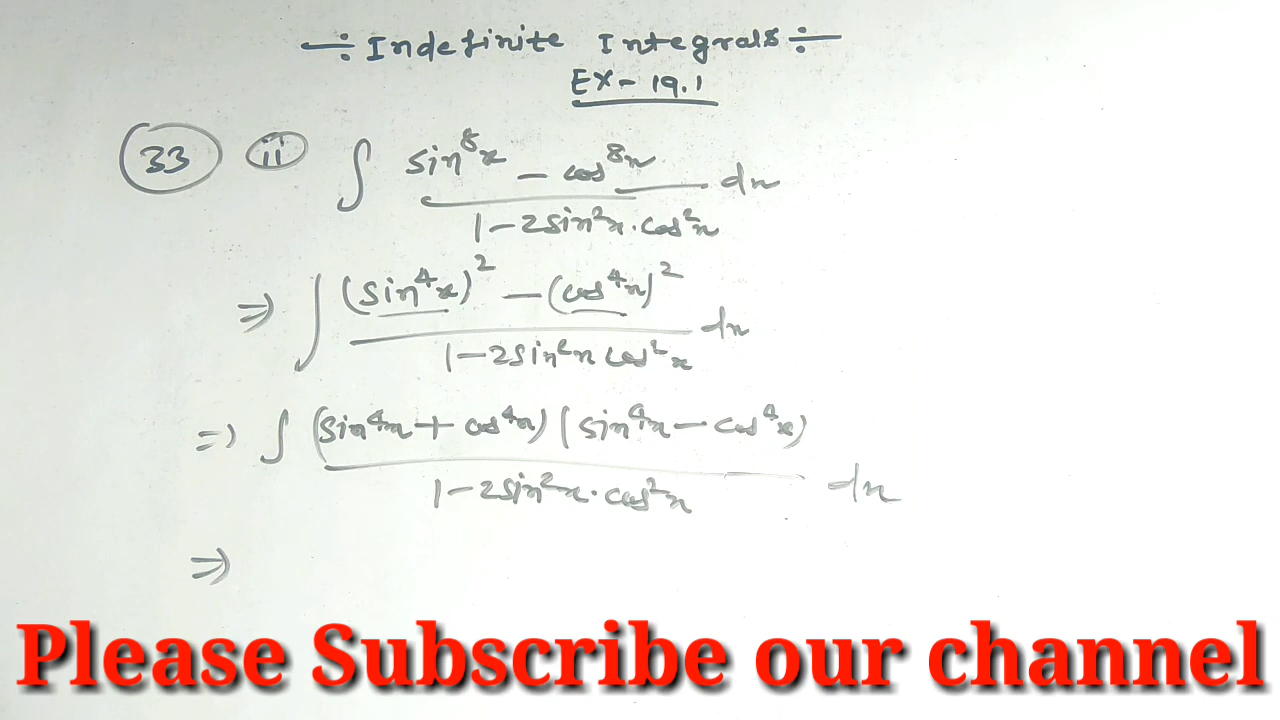 ÷ Indefinite Integrals ÷
EX- 19.1
33 ii ∫ sin⁸x - cos⁸x / 1-2sin²x·cos²x dx
⇒ ∫ (sin⁴x)² - (cos⁴x)² / 1-2sin²x cos²x dx
⇒ ∫ (sin⁴x + cos⁴x) (sin⁴x - cos⁴x) / 1-2sin²x·cos²x dx
⇒
Please Subscribe our channel